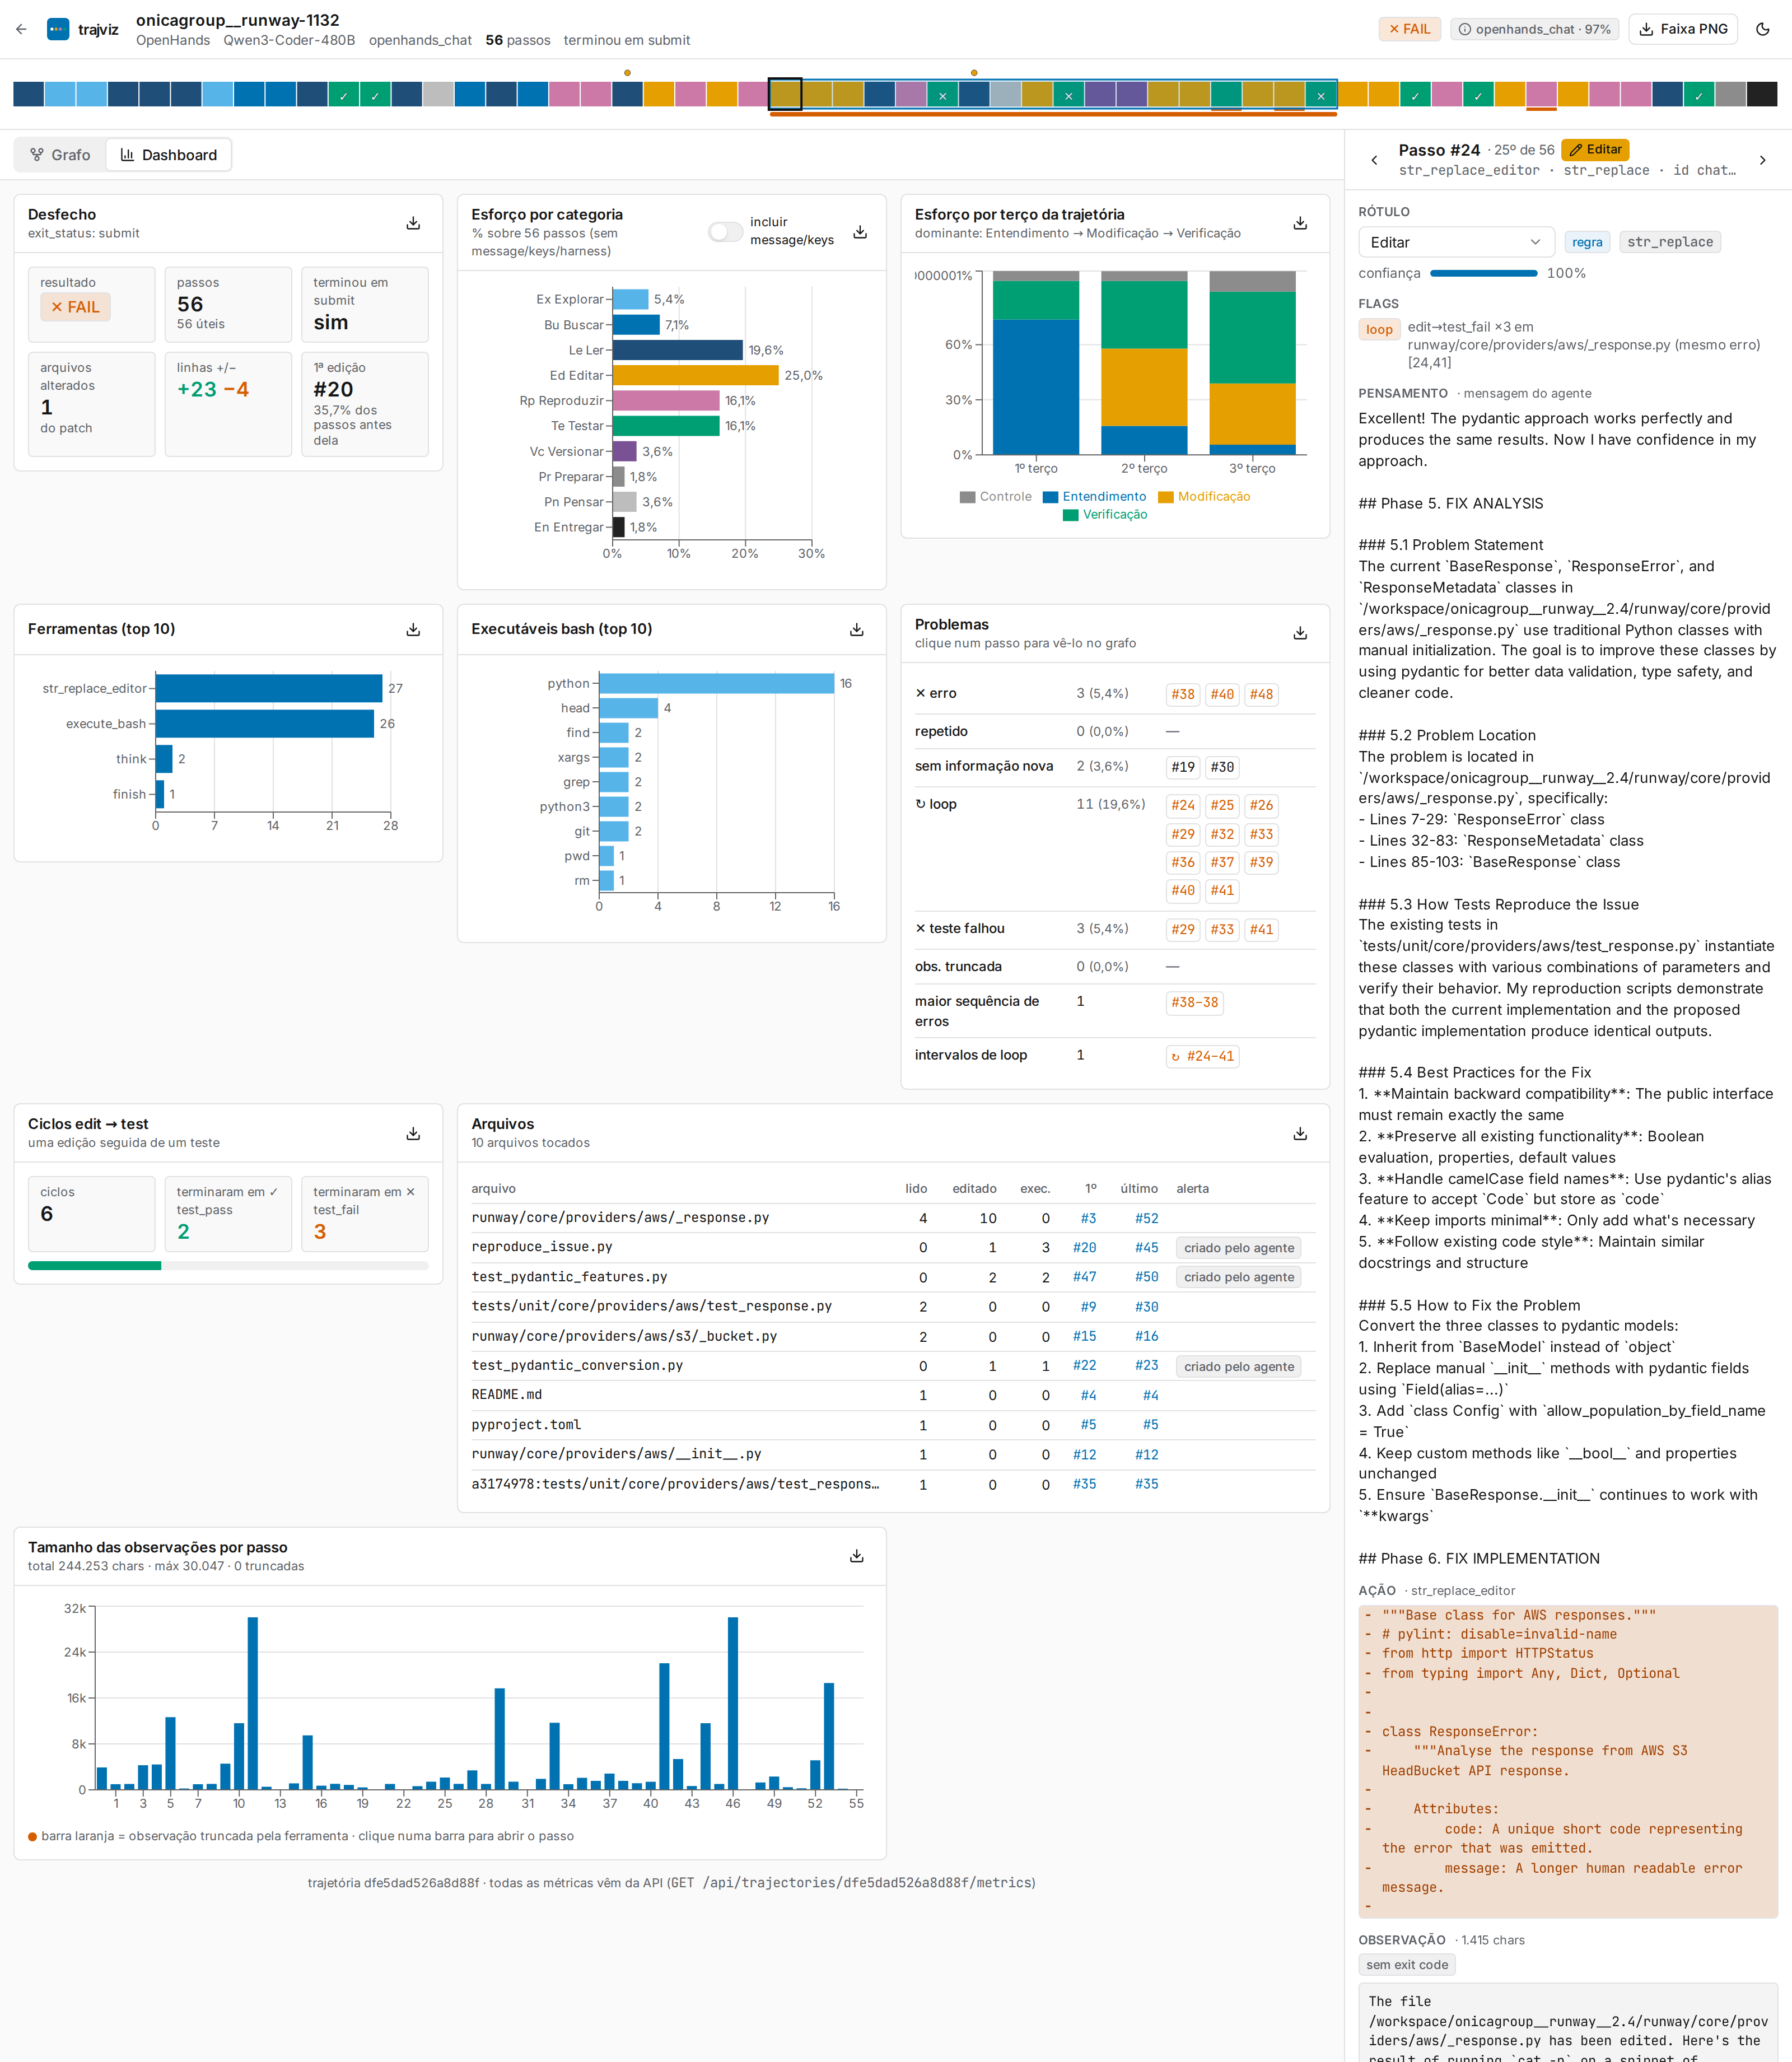 trajviz
onicagroup__runway-1132
OpenHands Qwen3-Coder-480B openhands_chat 56 passos terminou em submit
✕ FAIL
openhands_chat · 97%
Faixa PNG
Grafo
Dashboard
Desfecho
exit_status: submit
resultado
✕ FAIL
passos
56
56 úteis
terminou em
submit
sim
arquivos
alterados
1
do patch
linhas +/−
+23 −4
1ª edição
#20
35,7% dos
passos antes
dela
Esforço por categoria
% sobre 56 passos (sem
message/keys/harness)
incluir
message/keys
Ex Explorar 5,4%
Bu Buscar 7,1%
Le Ler 19,6%
Ed Editar 25,0%
Rp Reproduzir 16,1%
Te Testar 16,1%
Vc Versionar 3,6%
Pr Preparar 1,8%
Pn Pensar 3,6%
En Entregar 1,8%
0% 10% 20% 30%
Esforço por terço da trajetória
dominante: Entendimento → Modificação → Verificação
0000001%
60%
30%
0%
1º terço 2º terço 3º terço
Controle Entendimento Modificação
Verificação
Ferramentas (top 10)
str_replace_editor 27
execute_bash 26
think 2
finish 1
0 7 14 21 28
Executáveis bash (top 10)
python 16
head 4
find 2
xargs 2
grep 2
python3 2
git 2
pwd 1
rm 1
0 4 8 12 16
Problemas
clique num passo para vê-lo no grafo
✕ erro 3 (5,4%) #38 #40 #48
repetido 0 (0,0%) —
sem informação nova 2 (3,6%) #19 #30
↻ loop 11 (19,6%) #24 #25 #26
#29 #32 #33
#36 #37 #39
#40 #41
✕ teste falhou 3 (5,4%) #29 #33 #41
obs. truncada 0 (0,0%) —
maior sequência de
erros 1 #38–38
intervalos de loop 1 ↻ #24–41
Ciclos edit → test
uma edição seguida de um teste
ciclos
6
terminaram em ✓
test_pass
2
terminaram em ✕
test_fail
3
Arquivos
10 arquivos tocados
arquivo lido editado exec. 1º último alerta
runway/core/providers/aws/_response.py 4 10 0 #3 #52
reproduce_issue.py 0 1 3 #20 #45 criado pelo agente
test_pydantic_features.py 0 2 2 #47 #50 criado pelo agente
tests/unit/core/providers/aws/test_response.py 2 0 0 #9 #30
runway/core/providers/aws/s3/_bucket.py 2 0 0 #15 #16
test_pydantic_conversion.py 0 1 1 #22 #23 criado pelo agente
README.md 1 0 0 #4 #4
pyproject.toml 1 0 0 #5 #5
runway/core/providers/aws/__init__.py 1 0 0 #12 #12
a3174978:tests/unit/core/providers/aws/test_respons… 1 0 0 #35 #35
Tamanho das observações por passo
total 244.253 chars · máx 30.047 · 0 truncadas
32k
24k
16k
8k
0
1 3 5 7 10 13 16 19 22 25 28 31 34 37 40 43 46 49 52 55
barra laranja = observação truncada pela ferramenta · clique numa barra para abrir o passo
trajetória dfe5dad526a8d88f · todas as métricas vêm da API (GET /api/trajectories/dfe5dad526a8d88f/metrics)
Passo #24 · 25º de 56 Editar
str_replace_editor · str_replace · id chat…
RÓTULO
Editar
regra
str_replace
confiança 100%
FLAGS
loop
edit→test_fail ×3 em
runway/core/providers/aws/_response.py (mesmo erro)
[24,41]
PENSAMENTO · mensagem do agente
Excellent! The pydantic approach works perfectly and
produces the same results. Now I have confidence in my
approach.
## Phase 5. FIX ANALYSIS
### 5.1 Problem Statement
The current `BaseResponse`, `ResponseError`, and
`ResponseMetadata` classes in
`/workspace/onicagroup__runway__2.4/runway/core/provid
ers/aws/_response.py` use traditional Python classes with
manual initialization. The goal is to improve these classes by
using pydantic for better data validation, type safety, and
cleaner code.
### 5.2 Problem Location
The problem is located in
`/workspace/onicagroup__runway__2.4/runway/core/provid
ers/aws/_response.py`, specifically:
- Lines 7-29: `ResponseError` class
- Lines 32-83: `ResponseMetadata` class
- Lines 85-103: `BaseResponse` class
### 5.3 How Tests Reproduce the Issue
The existing tests in
`tests/unit/core/providers/aws/test_response.py` instantiate
these classes with various combinations of parameters and
verify their behavior. My reproduction scripts demonstrate
that both the current implementation and the proposed
pydantic implementation produce identical outputs.
### 5.4 Best Practices for the Fix
1. **Maintain backward compatibility**: The public interface
must remain exactly the same
2. **Preserve all existing functionality**: Boolean
evaluation, properties, default values
3. **Handle camelCase field names**: Use pydantic's alias
feature to accept `Code` but store as `code`
4. **Keep imports minimal**: Only add what's necessary
5. **Follow existing code style**: Maintain similar
docstrings and structure
### 5.5 How to Fix the Problem
Convert the three classes to pydantic models:
1. Inherit from `BaseModel` instead of `object`
2. Replace manual `__init__` methods with pydantic fields
using `Field(alias=...)`
3. Add `class Config` with `allow_population_by_field_name
= True`
4. Keep custom methods like `__bool__` and properties
unchanged
5. Ensure `BaseResponse.__init__` continues to work with
`**kwargs`
## Phase 6. FIX IMPLEMENTATION
AÇÃO · str_replace_editor
- """Base class for AWS responses."""
- # pylint: disable=invalid-name
- from http import HTTPStatus
- from typing import Any, Dict, Optional
-
-
- class ResponseError:
- """Analyse the response from AWS S3
HeadBucket API response.
-
- Attributes:
- code: A unique short code representing
the error that was emitted.
- message: A longer human readable error
message.
-
OBSERVAÇÃO · 1.415 chars
sem exit code
The file
/workspace/onicagroup__runway__2.4/runway/core/prov
iders/aws/_response.py has been edited. Here's the
result of running `cat -n` on a snippet of